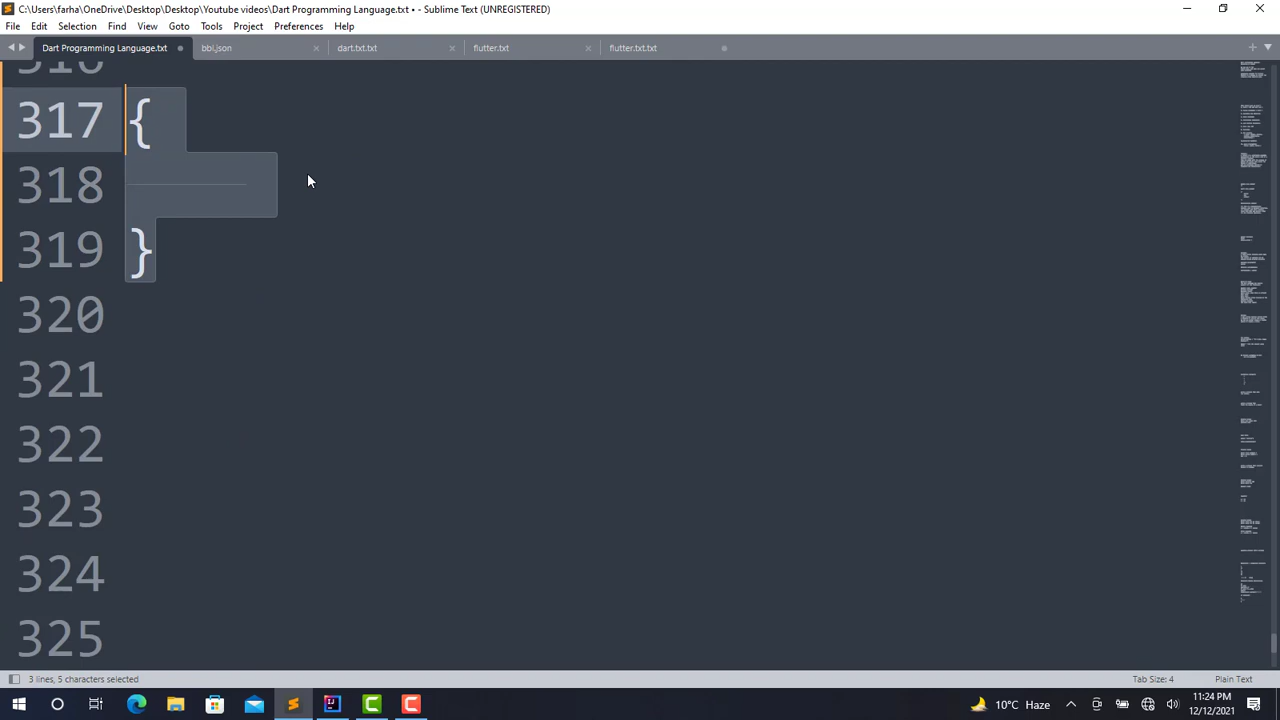 C:\Users\farha\OneDrive\Desktop\Desktop\Youtube videos\Dart Programming Language.txt • - Sublime Text (UNREGISTERED)
File Edit Selection Find View Goto Tools Project Preferences Help
Dart Programming Language.txt bbi.json dart.txt.txt flutter.txt flutter.txt.txt
316
317 {
318
319 }
320
321
322
323
324
325
3 lines, 5 characters selected Tab Size: 4 Plain Text
10°C Haze 11:24 PM
12/12/2021